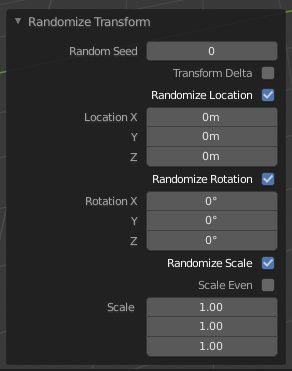 Randomize Transform
Random Seed 0
Transform Delta
Randomize Location
Location X 0m
Y 0m
Z 0m
Randomize Rotation
Rotation X 0°
Y 0°
Z 0°
Randomize Scale
Scale Even
Scale 1.00
1.00
1.00